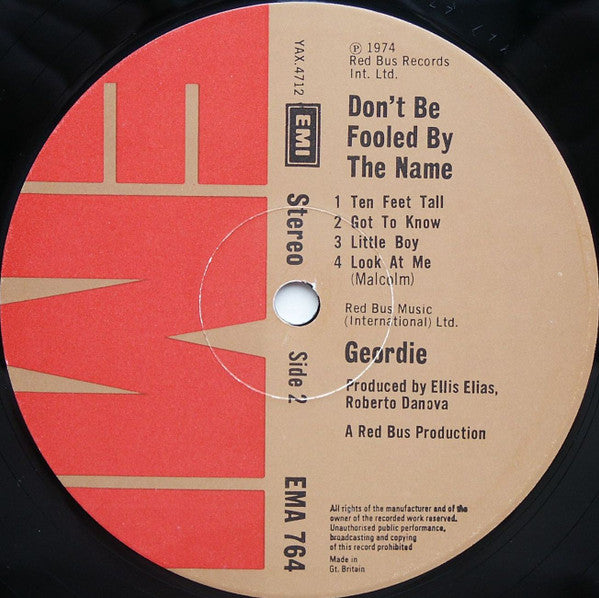 YAX.4712
EMI
Stereo
Side 2
EMA 764
℗ 1974
Red Bus Records
Int. Ltd.
Don't Be
Fooled By
The Name
1 Ten Feet Tall
2 Got To Know
3 Little Boy
4 Look At Me
(Malcolm)
Red Bus Music
(International) Ltd.
Geordie
Produced by Ellis Elias,
Roberto Danova
A Red Bus Production
All rights of the manufacturer and of the
owner of the recorded work reserved.
Unauthorised public performance,
broadcasting and copying
of this record prohibited
Made in
Gt. Britain